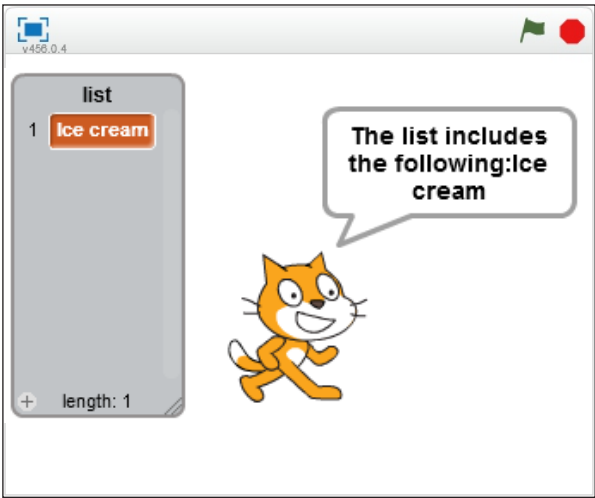 v456.0.4
list
1 Ice cream
The list includes
the following:Ice
cream
+ length: 1